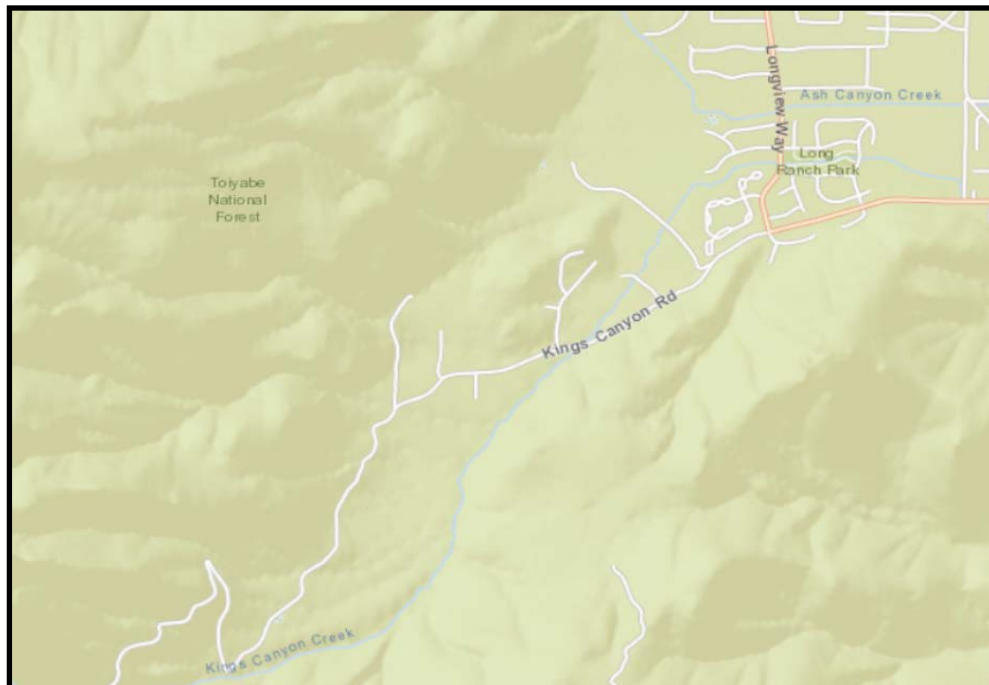 Longview Way
Ash Canyon Creek
Long
Ranch Park
Toiyabe
National
Forest
Kings Canyon Rd
Kings Canyon Creek